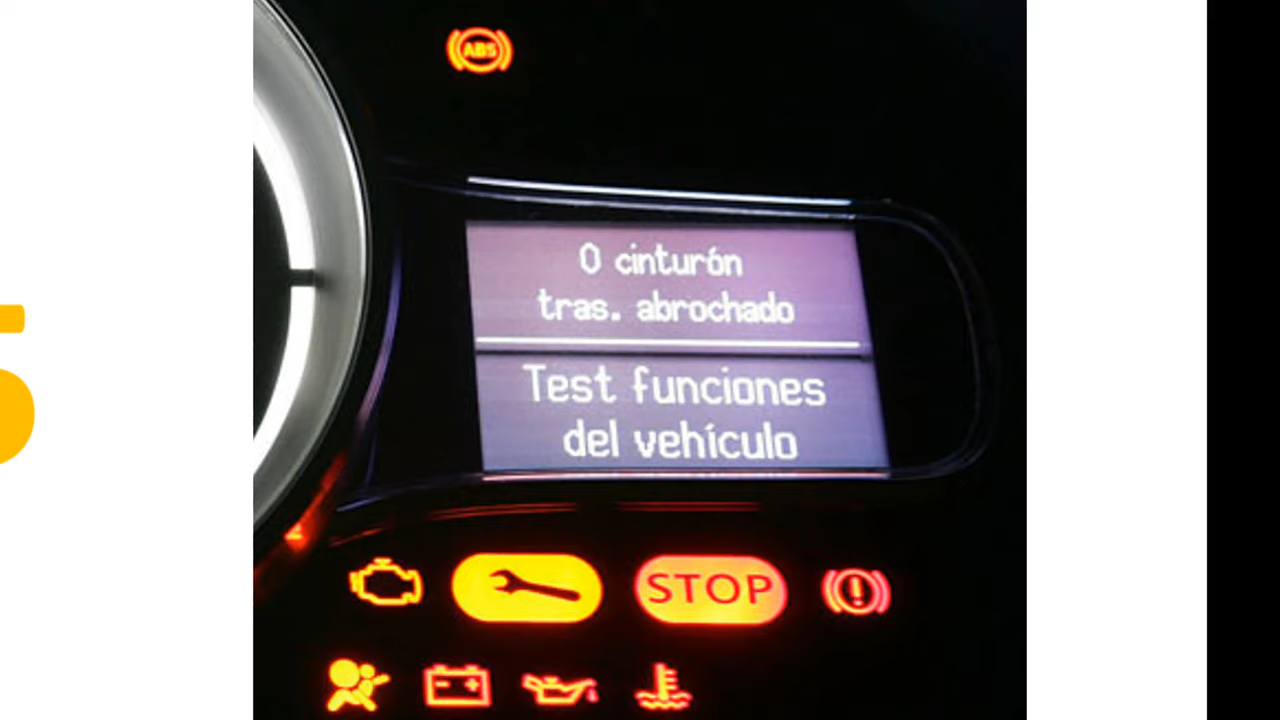 ABS
0 cinturón
tras. abrochado
Test funciones
del vehículo
STOP